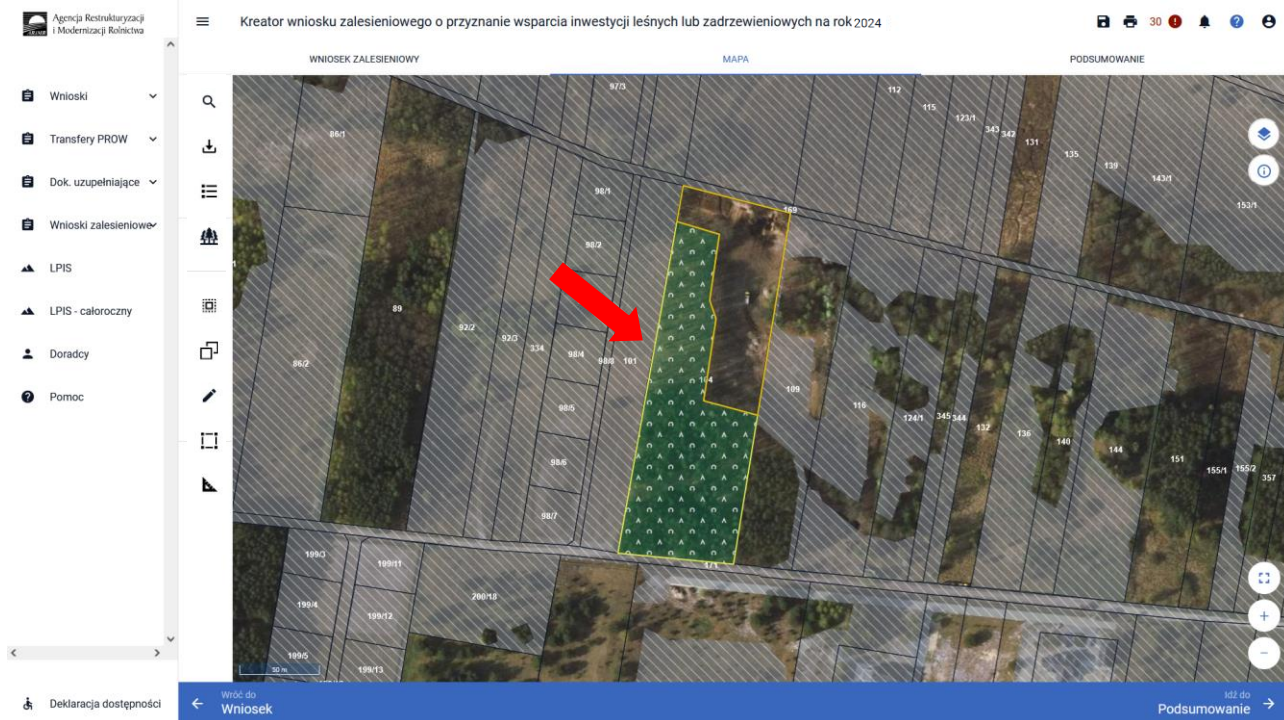 Agencja Restrukturyzacji
i Modernizacji Rolnictwa
Kreator wniosku zalesieniowego o przyznanie wsparcia inwestycji leśnych lub zadrzewieniowych na rok 2024
30
WNIOSEK ZALESIENIOWY
MAPA
PODSUMOWANIE
Wnioski
Transfery PROW
Dok. uzupełniające
Wnioski zalesieniowe
LPIS
LPIS - całoroczny
Doradcy
Pomoc
97/3
112
115
123/1
343
342
131
86/1
135
139
143/1
98/1
153/1
169
98/2
89
92/2
92/3
334
98/4
98/8
101
86/2
104
109
98/5
116
124/1
345
344
132
136
140
144
151
155/1
155/2
357
98/6
98/7
199/3
199/11
200/18
199/4
199/12
199/5
199/13
50 m
Deklaracja dostępności
Wróć do
Wniosek
Idź do
Podsumowanie